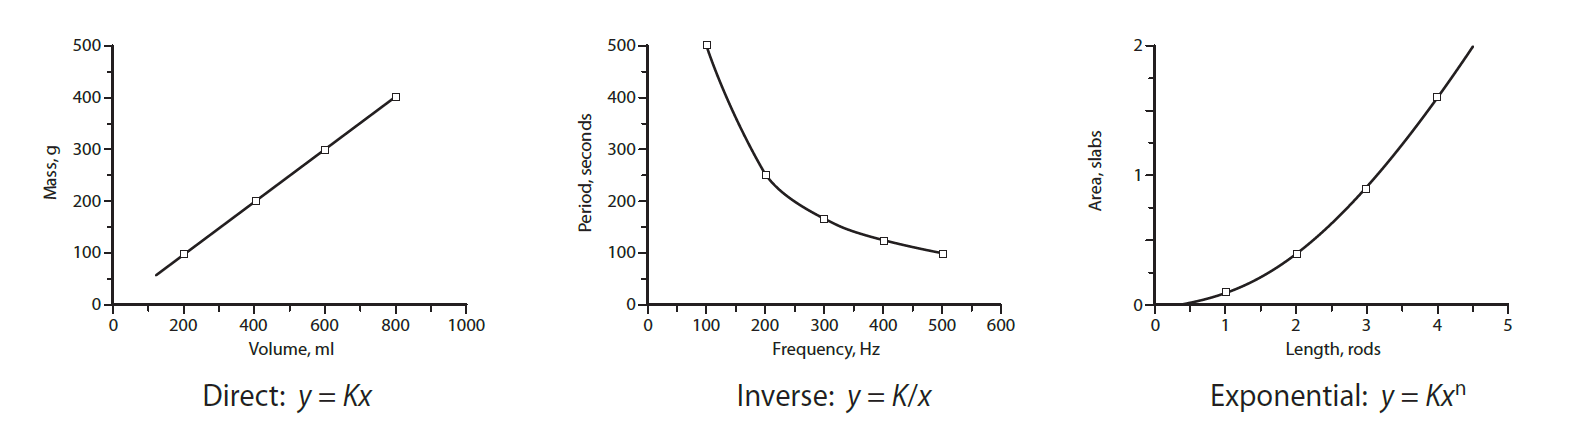 500
400
300
200
100
0
Mass, g
0 200 400 600 800 1000
Volume, ml
Direct: y = Kx
500
400
300
200
100
0
Period, seconds
0 100 200 300 400 500 600
Frequency, Hz
Inverse: y = K/x
2
1
0
Area, slabs
0 1 2 3 4 5
Length, rods
Exponential: y = Kxⁿ